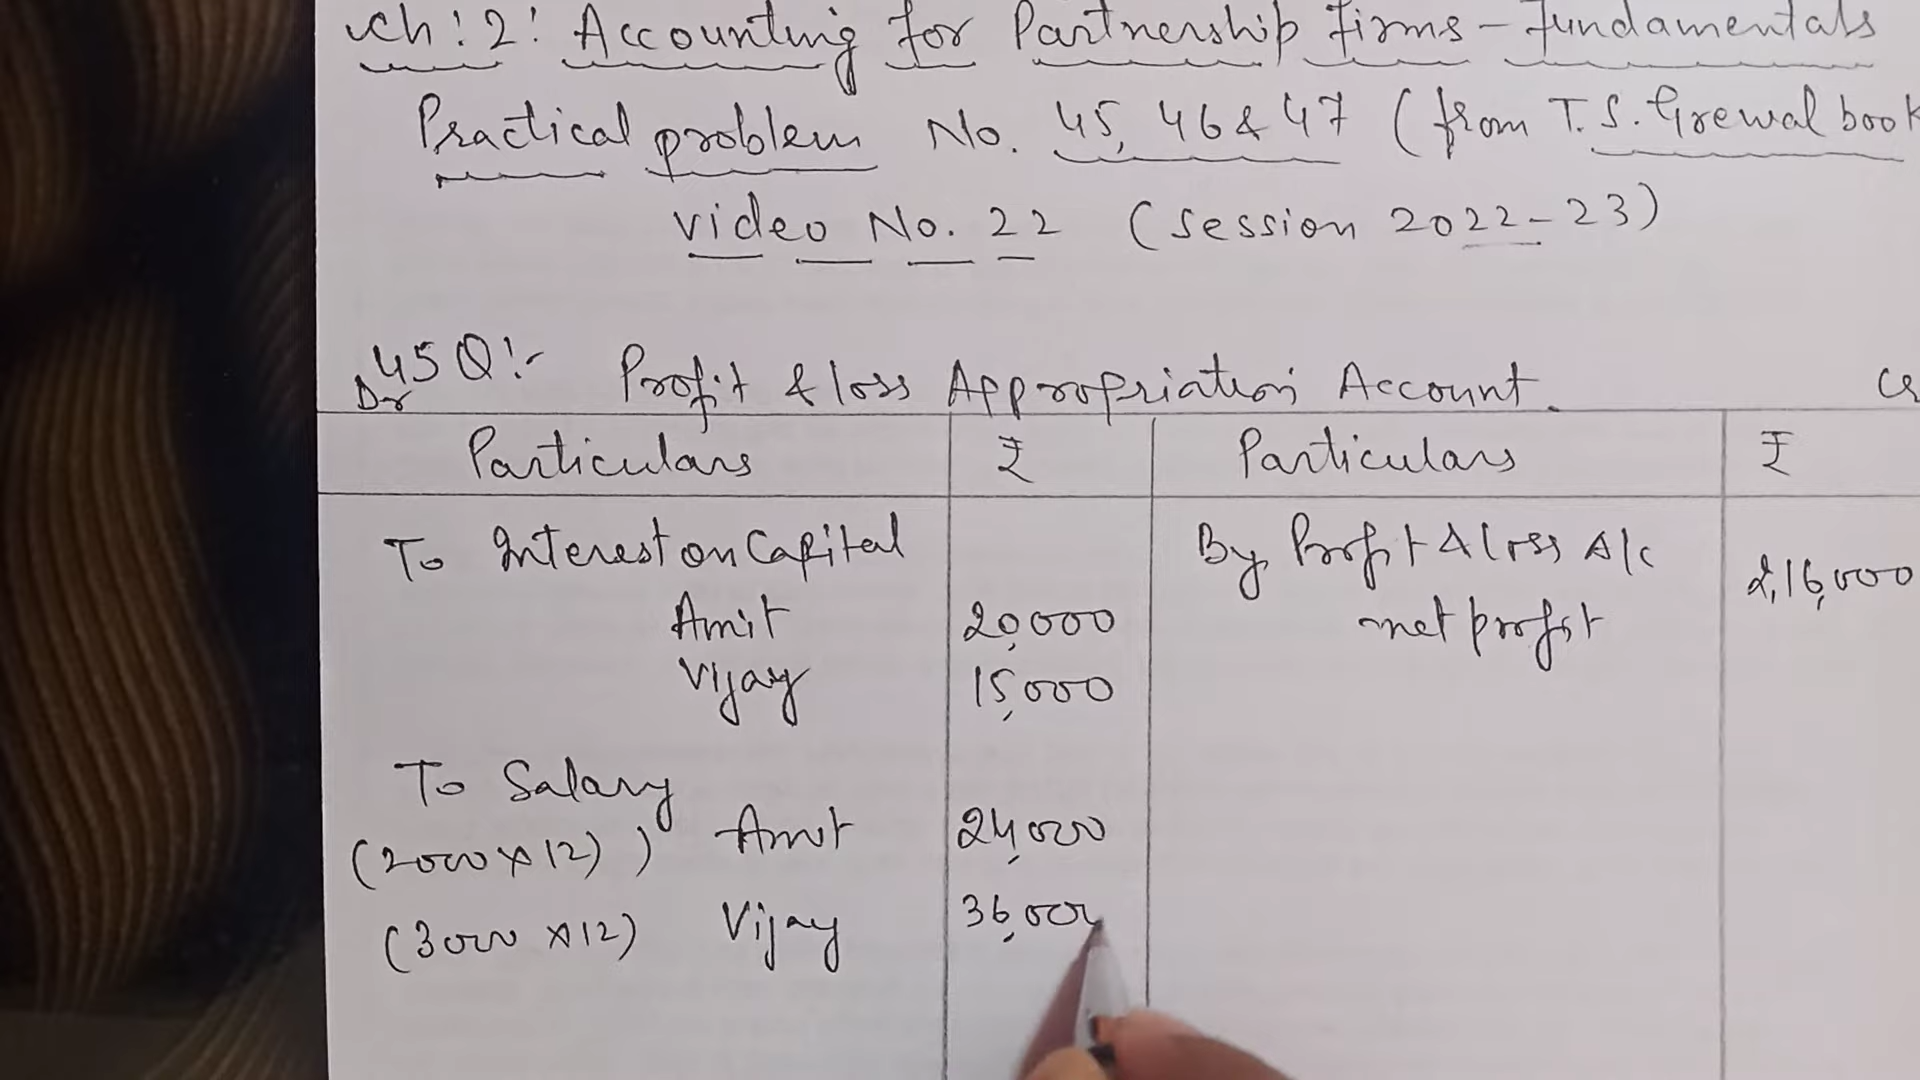 Ch: 2: Accounting for Partnership Firms - Fundamentals
Practical problem No. 45, 46 & 47 (from T.S. Grewal book
Video No. 22 (Session 2022-23)
45 Q:- Profit & loss Appropriation Account.
Dr Cr
Particulars ₹ Particulars ₹
To Interest on Capital By Profit & Loss A/c 2,16,000
Amit 20,000 net profit
Vijay 15,000
To Salary
(2000 × 12) ) Amit 24,000
(3000 × 12) Vijay 36,000